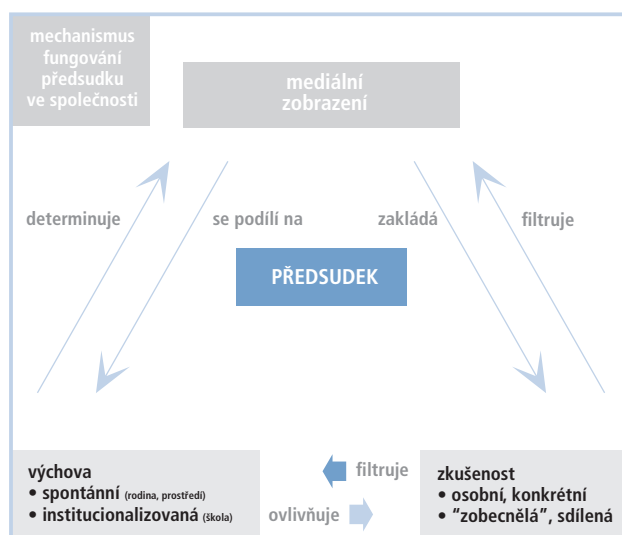 mechanismus
fungování
předsudku
ve společnosti
mediální
zobrazení
determinuje
se podílí na
zakládá
filtruje
PŘEDSUDEK
výchova
• spontánní (rodina, prostředí)
• institucionalizovaná (škola)
filtruje
ovlivňuje
zkušenost
• osobní, konkrétní
• “zobecnělá”, sdílená